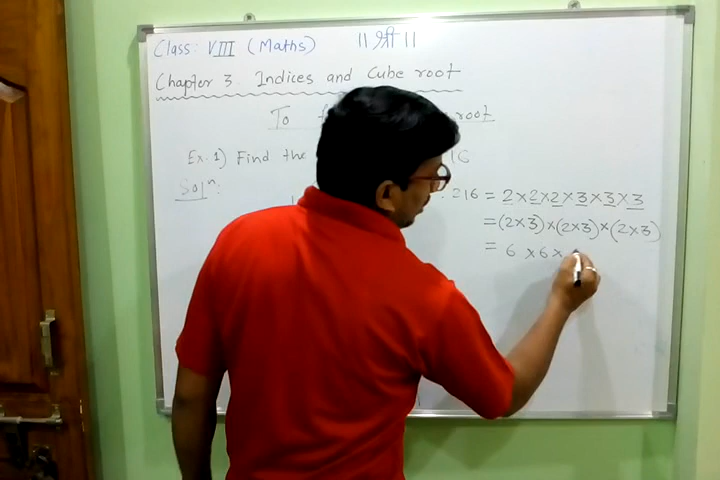 Class: VIII (Maths) || श्री ||
Chapter 3 Indices and Cube root
To root
Ex. 1) Find the 16
Solⁿ:
216 = 2 × 2 × 2 × 3 × 3 × 3
= (2×3) × (2×3) × (2×3)
= 6 × 6 ×